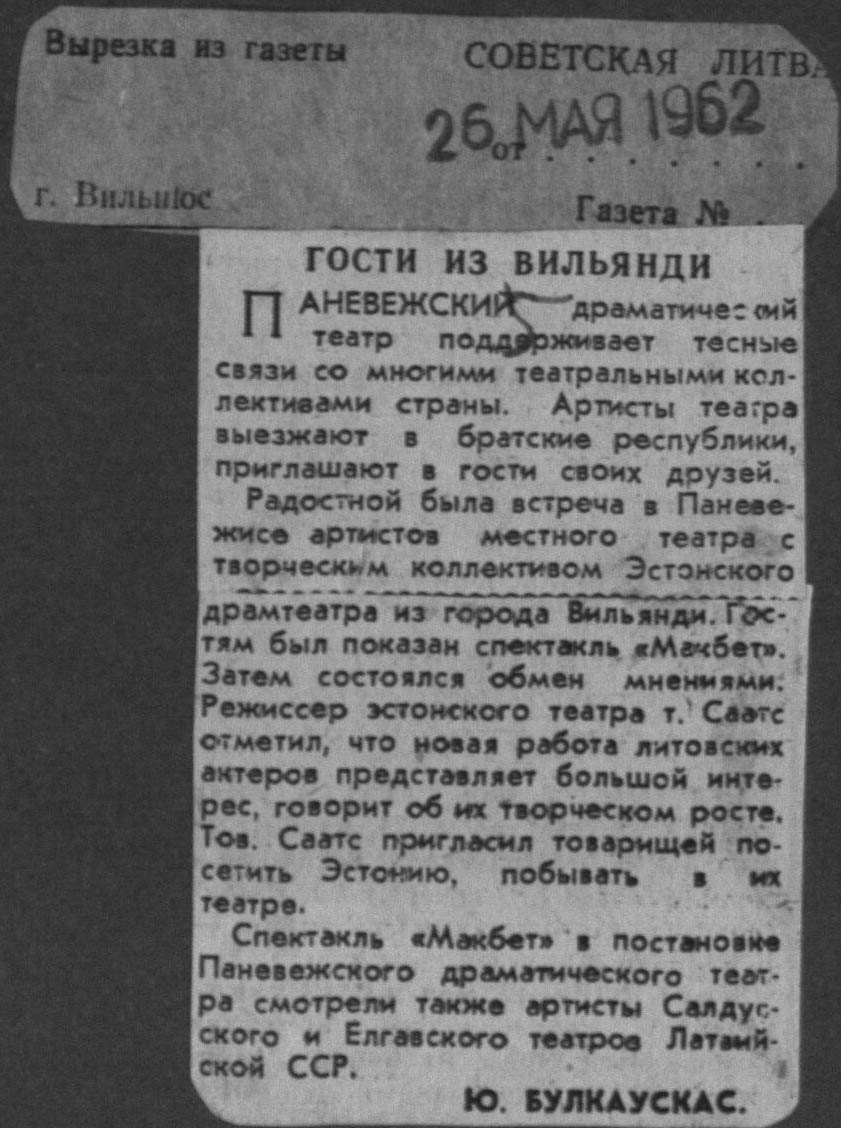 Вырезка из газеты
СОВЕТСКАЯ ЛИТВА
26 МАЯ 1962
от . . . . . . .
г. Вильнюс
Газета № .
ГОСТИ ИЗ ВИЛЬЯНДИ
ПАНЕВЕЖСКИЙ драматический
театр поддерживает тесные
связи со многими театральными кол-
лективами страны. Артисты театра
выезжают в братские республики,
приглашают в гости своих друзей.
Радостной была встреча в Паневе-
жисе артистов местного театра с
творческим коллективом Эстонского
драмтеатра из города Вильянди. Гос-
тям был показан спектакль «Макбет».
Затем состоялся обмен мнениями.
Режиссер эстонского театра т. Саатс
отметил, что новая работа литовских
актеров представляет большой инте-
рес, говорит об их творческом росте.
Тов. Саатс пригласил товарищей по-
сетить Эстонию, побывать в их
театре.
Спектакль «Макбет» в постановке
Паневежского драматического теат-
ра смотрели также артисты Салдус-
ского и Елгавского театров Латвий-
ской ССР.
Ю. БУЛКАУСКАС.